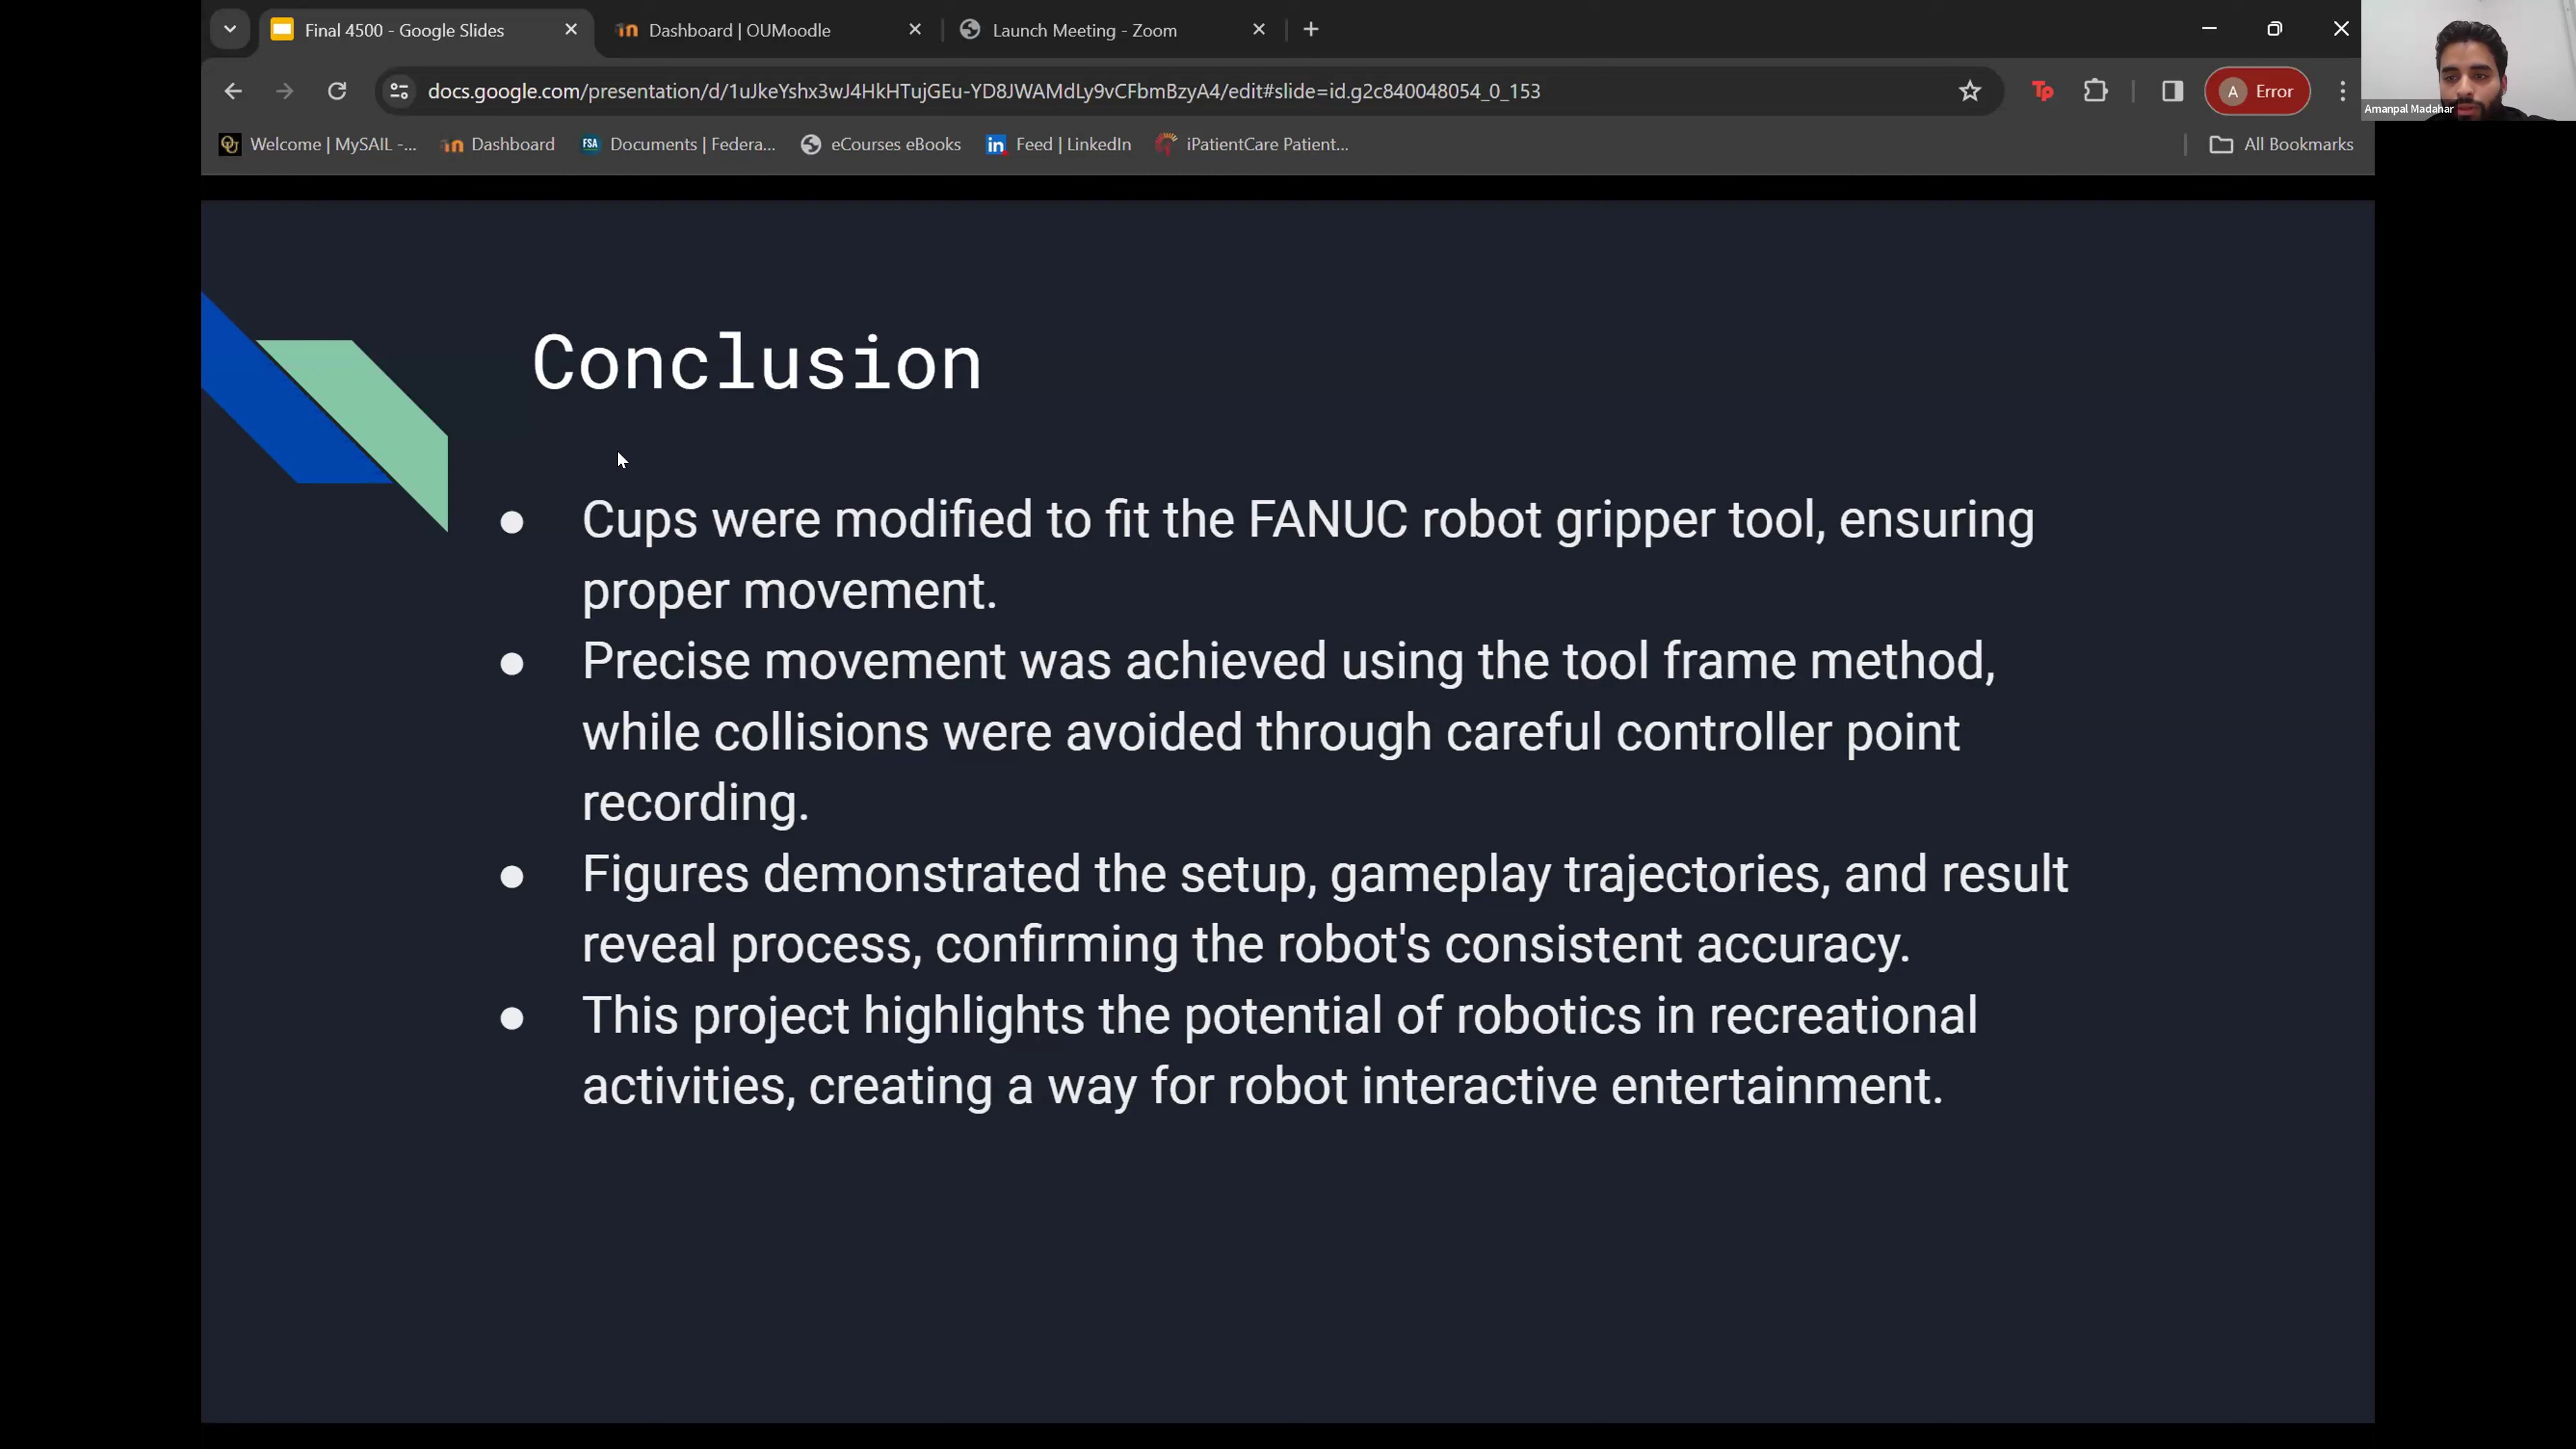 Final 4500 - Google Slides
Dashboard | OUMoodle
Launch Meeting - Zoom
docs.google.com/presentation/d/1uJkeYshx3wJ4HkHTujGEu-YD8JWAMdLy9vCFbmBzyA4/edit#slide=id.g2c840048054_0_153
Tp
A Error
Amanpal Madahar
OU Welcome | MySAIL -...
Dashboard
FSA Documents | Federa...
eCourses eBooks
in Feed | LinkedIn
iPatientCare Patient...
All Bookmarks
Conclusion
● Cups were modified to fit the FANUC robot gripper tool, ensuring
proper movement.
● Precise movement was achieved using the tool frame method,
while collisions were avoided through careful controller point
recording.
● Figures demonstrated the setup, gameplay trajectories, and result
reveal process, confirming the robot's consistent accuracy.
● This project highlights the potential of robotics in recreational
activities, creating a way for robot interactive entertainment.